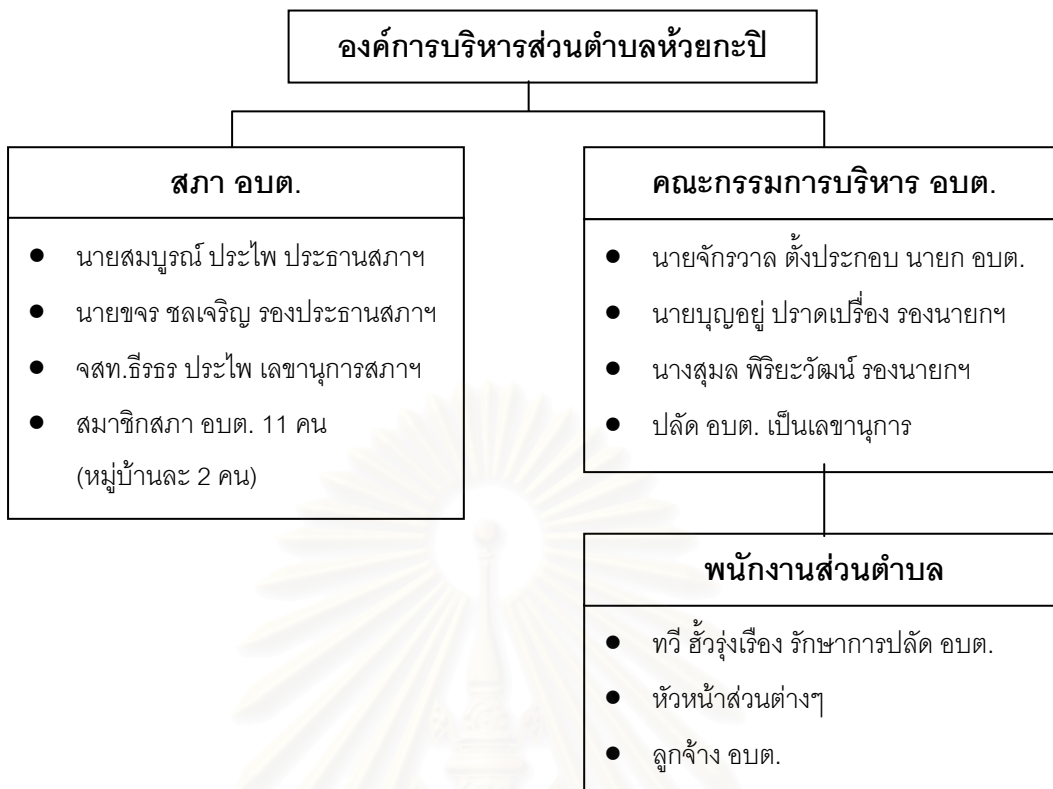 องค์การบริหารส่วนตำบลห้วยกะปิ
สภา อบต.
● นายสมบูรณ์ ประไพ ประธานสภาฯ
● นายขจร ชลเจริญ รองประธานสภาฯ
● จสท.ธีรธร ประไพ เลขานุการสภาฯ
● สมาชิกสภา อบต. 11 คน
(หมู่บ้านละ 2 คน)
คณะกรรมการบริหาร อบต.
● นายจักรวาล ตั้งประกอบ นายก อบต.
● นายบุญอยู่ ปราดเปรื่อง รองนายกฯ
● นางสุมล พิริยะวัฒน์ รองนายกฯ
● ปลัด อบต. เป็นเลขานุการ
พนักงานส่วนตำบล
● ทวี ฮั้วรุ่งเรือง รักษาการปลัด อบต.
● หัวหน้าส่วนต่างๆ
● ลูกจ้าง อบต.